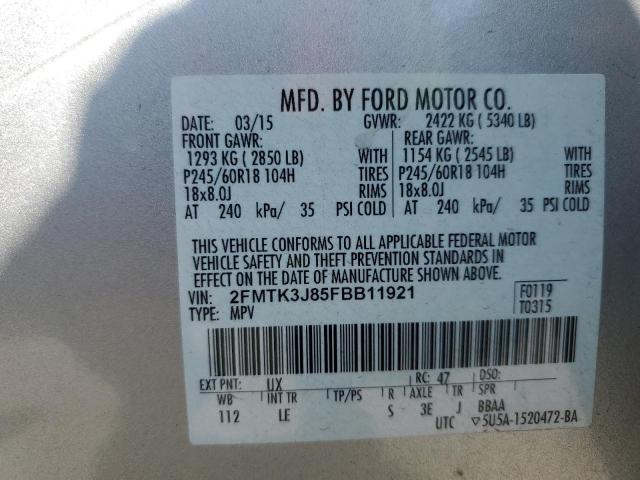 MFD. BY FORD MOTOR CO.
DATE: 03/15 GVWR: 2422 KG ( 5340 LB)
FRONT GAWR: REAR GAWR:
1293 KG ( 2850 LB) WITH 1154 KG ( 2545 LB) WITH
P245/60R18 104H TIRES P245/60R18 104H TIRES
18x8.0J RIMS 18x8.0J RIMS
AT 240 kPa/ 35 PSI COLD AT 240 kPa/ 35 PSI COLD
THIS VEHICLE CONFORMS TO ALL APPLICABLE FEDERAL MOTOR
VEHICLE SAFETY AND THEFT PREVENTION STANDARDS IN
EFFECT ON THE DATE OF MANUFACTURE SHOWN ABOVE.
VIN: 2FMTK3J85FBB11921 F0119
TYPE: MPV T0315
EXT PNT: UX RC: 47 DSO:
WB INT TR TP/PS R AXLE TR SPR
112 LE S 3E J BBAA
UTC ▽5U5A-1520472-BA